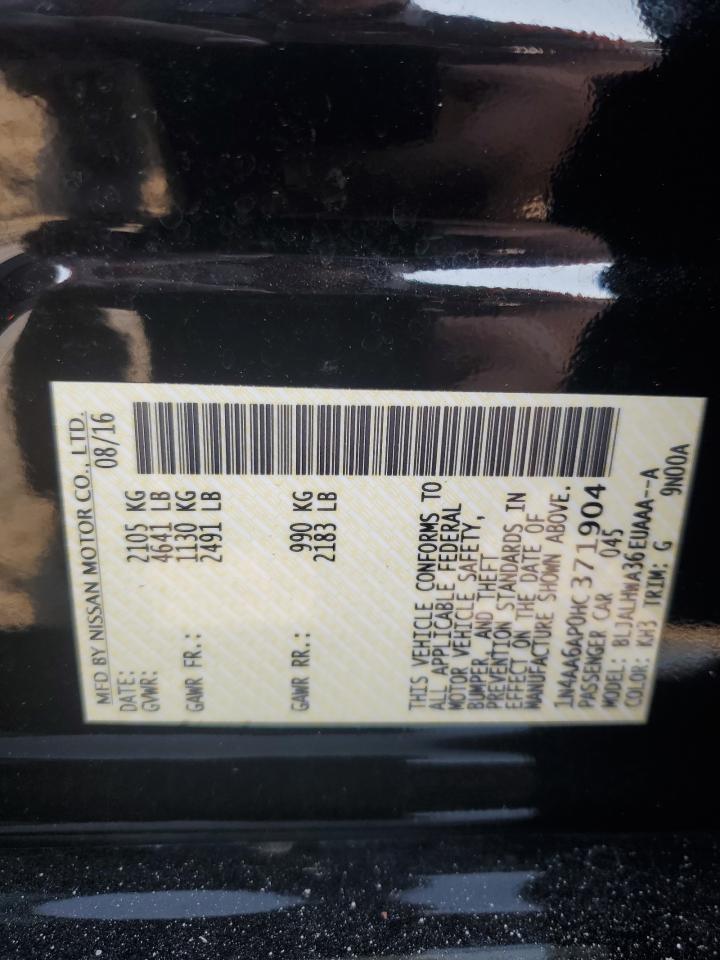 MFD BY NISSAN MOTOR CO., LTD.
DATE: 08/16
GVWR: 2105 KG
4641 LB
GAWR FR.: 1130 KG
2491 LB
GAWR RR.: 990 KG
2183 LB
THIS VEHICLE CONFORMS TO
ALL APPLICABLE FEDERAL
MOTOR VEHICLE SAFETY,
BUMPER, AND THEFT
PREVENTION STANDARDS IN
EFFECT ON THE DATE OF
MANUFACTURE SHOWN ABOVE.
1N4AA6AP0HC371904
PASSENGER CAR 045
MODEL: BLJALHWA36EUAAA--A
COLOR: KH3 TRIM: G 9N00A